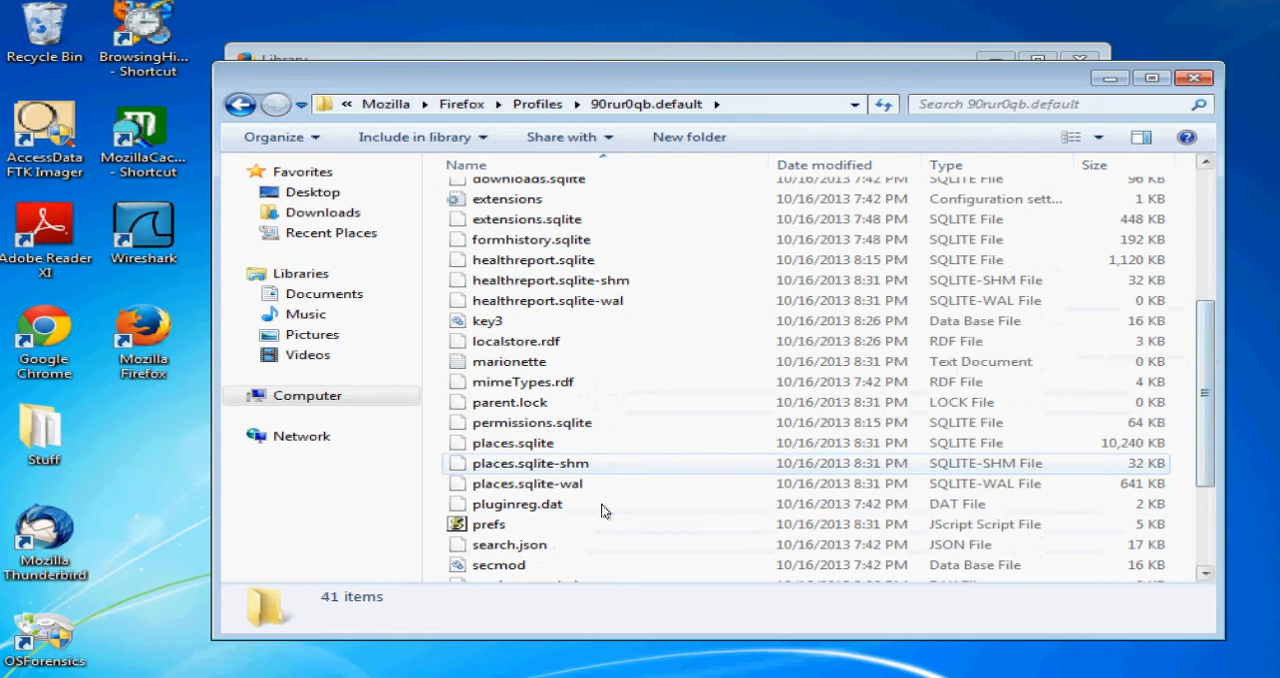 Recycle Bin
BrowsingHi...
- Shortcut
AccessData
FTK Imager
MozillaCac...
- Shortcut
Adobe Reader
XI
Wireshark
Google
Chrome
Mozilla
Firefox
Stuff
Mozilla
Thunderbird
OSForensics
Library
« Mozilla Firefox Profiles 90rur0qb.default
Search 90rur0qb.default
Organize Include in library Share with New folder
Favorites
Desktop
Downloads
Recent Places
Libraries
Documents
Music
Pictures
Videos
Computer
Network
Name Date modified Type Size
downloads.sqlite 10/16/2013 7:42 PM SQLITE File 96 KB
extensions 10/16/2013 7:42 PM Configuration sett... 1 KB
extensions.sqlite 10/16/2013 7:48 PM SQLITE File 448 KB
formhistory.sqlite 10/16/2013 7:48 PM SQLITE File 192 KB
healthreport.sqlite 10/16/2013 8:15 PM SQLITE File 1,120 KB
healthreport.sqlite-shm 10/16/2013 8:31 PM SQLITE-SHM File 32 KB
healthreport.sqlite-wal 10/16/2013 8:31 PM SQLITE-WAL File 0 KB
key3 10/16/2013 8:26 PM Data Base File 16 KB
localstore.rdf 10/16/2013 8:26 PM RDF File 3 KB
marionette 10/16/2013 8:31 PM Text Document 0 KB
mimeTypes.rdf 10/16/2013 7:42 PM RDF File 4 KB
parent.lock 10/16/2013 8:31 PM LOCK File 0 KB
permissions.sqlite 10/16/2013 8:15 PM SQLITE File 64 KB
places.sqlite 10/16/2013 8:31 PM SQLITE File 10,240 KB
places.sqlite-shm 10/16/2013 8:31 PM SQLITE-SHM File 32 KB
places.sqlite-wal 10/16/2013 8:31 PM SQLITE-WAL File 641 KB
pluginreg.dat 10/16/2013 7:42 PM DAT File 2 KB
prefs 10/16/2013 8:31 PM JScript Script File 5 KB
search.json 10/16/2013 7:42 PM JSON File 17 KB
secmod 10/16/2013 7:42 PM Data Base File 16 KB
41 items